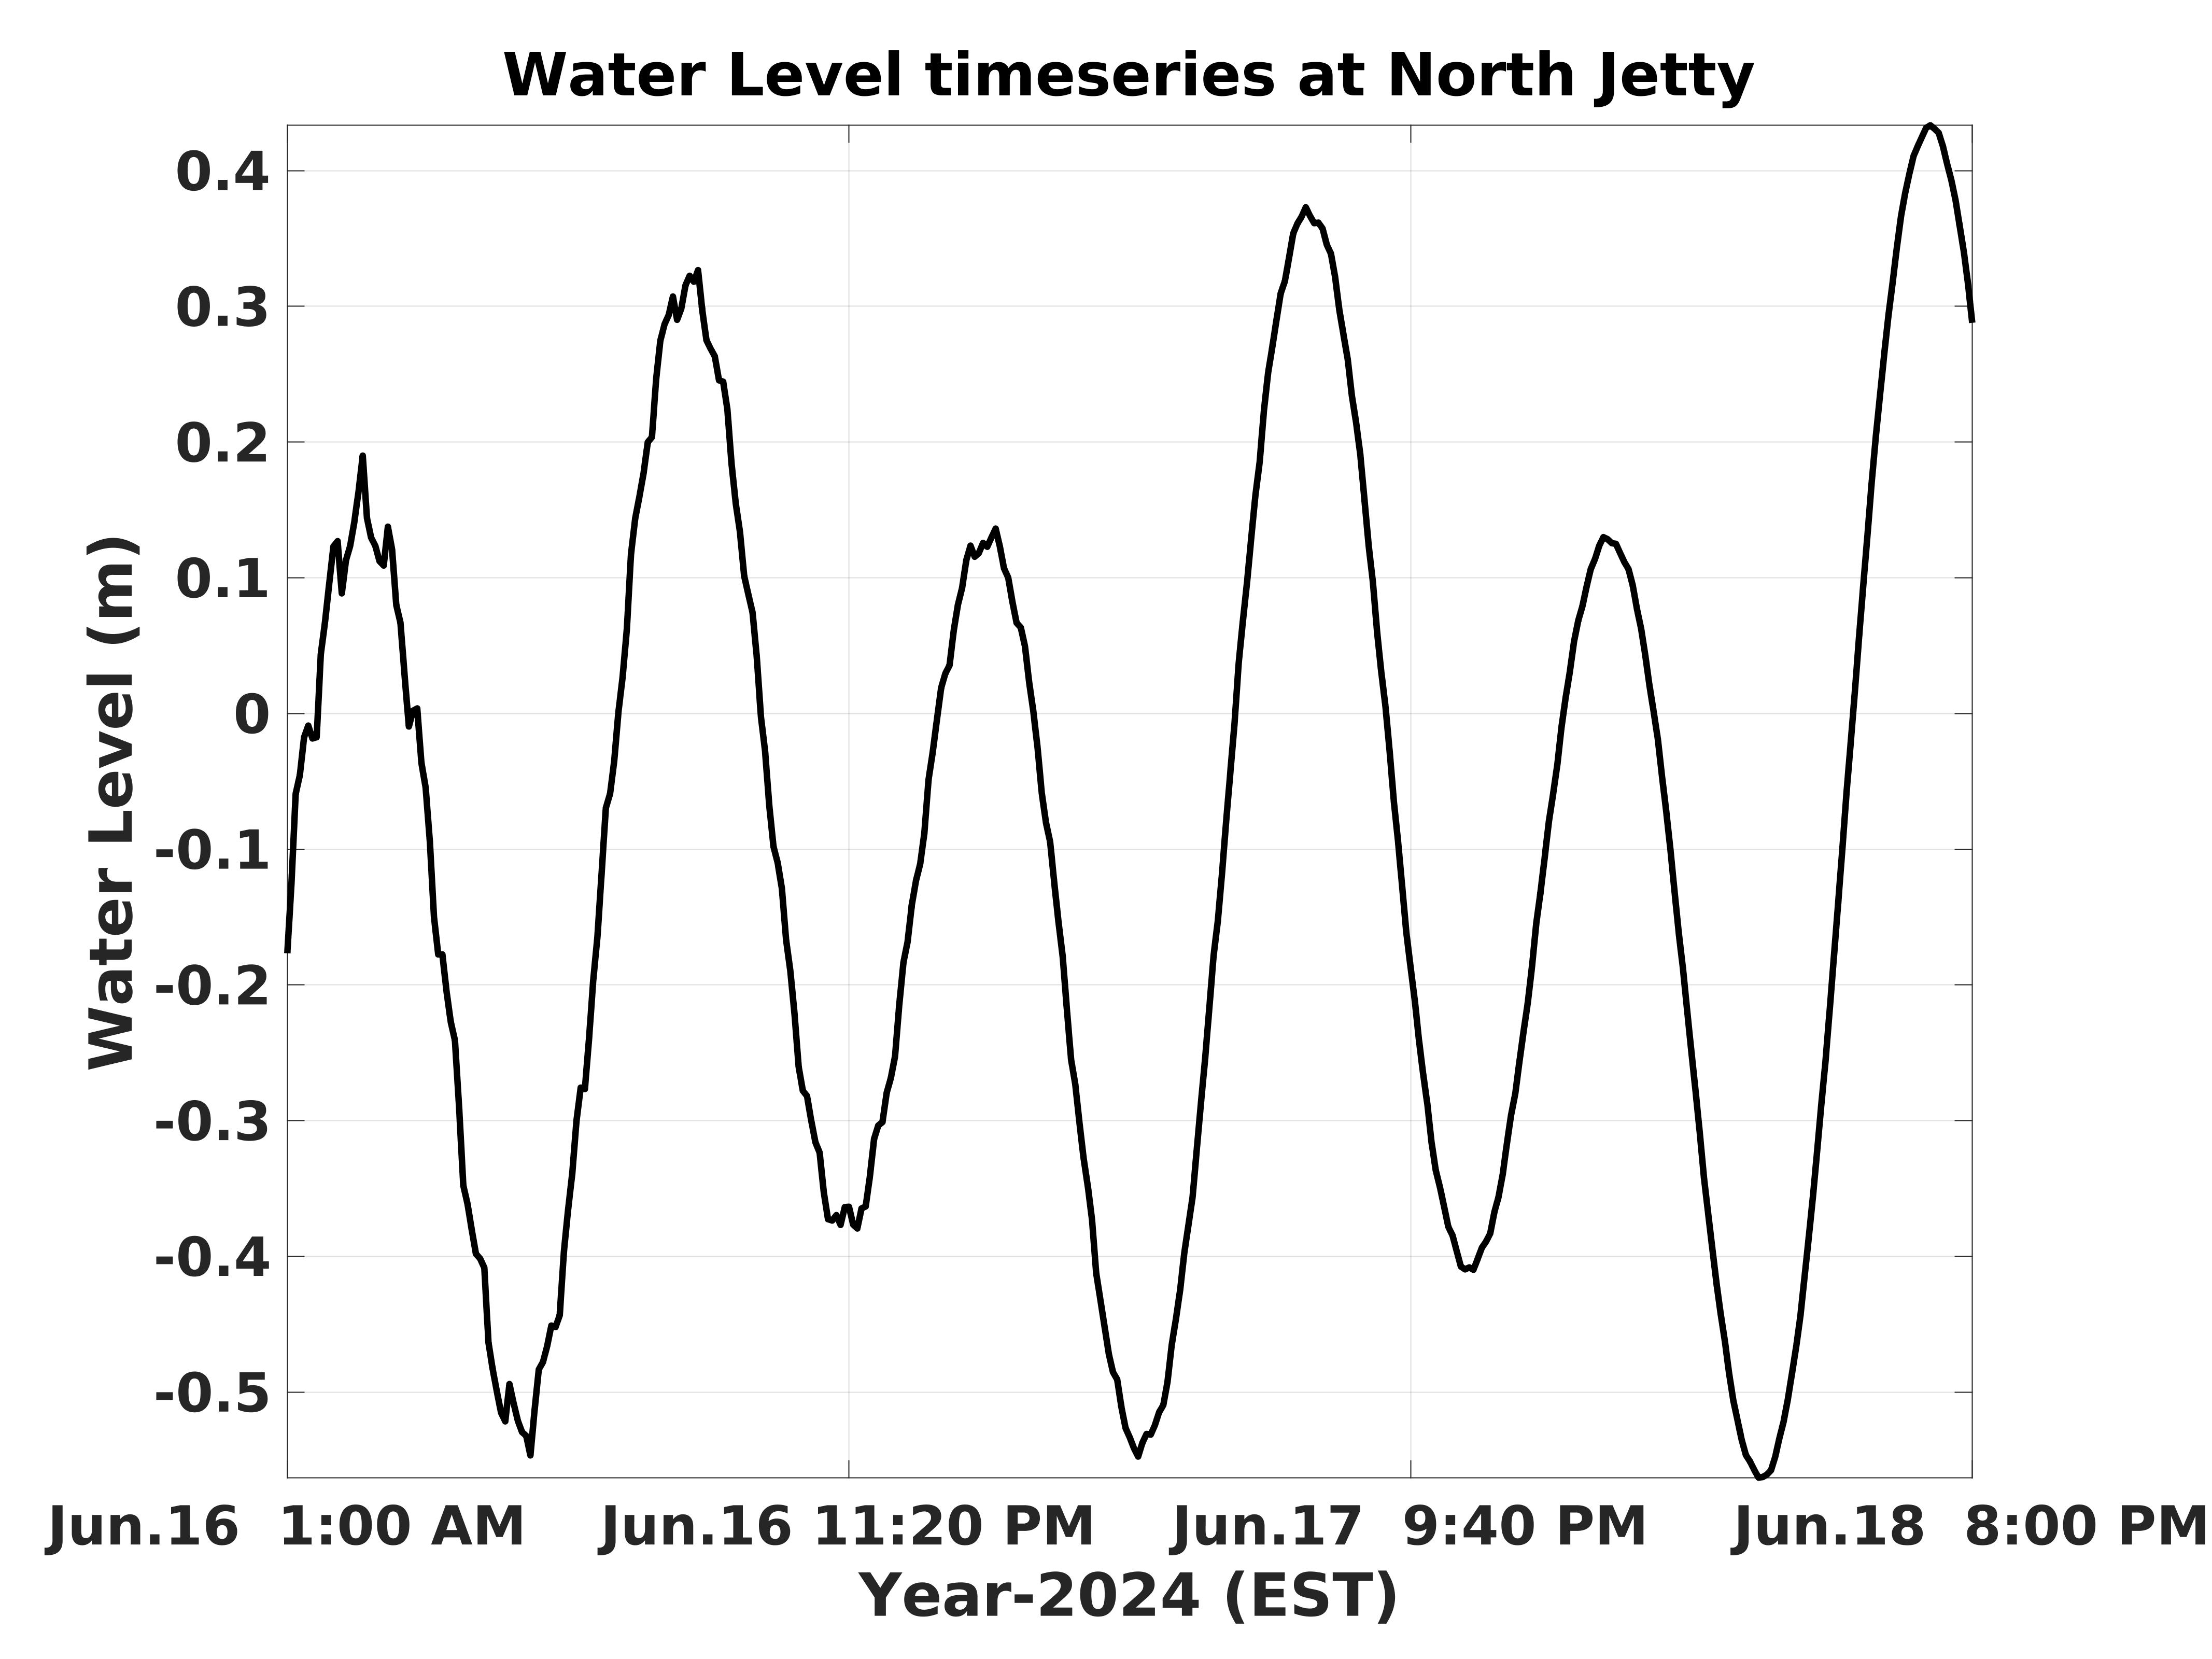 Water Level timeseries at North Jetty
Water Level (m)
0.4
0.3
0.2
0.1
0
-0.1
-0.2
-0.3
-0.4
-0.5
Jun.16  1:00 AM
Jun.16 11:20 PM
Jun.17  9:40 PM
Jun.18  8:00 PM
Year-2024 (EST)